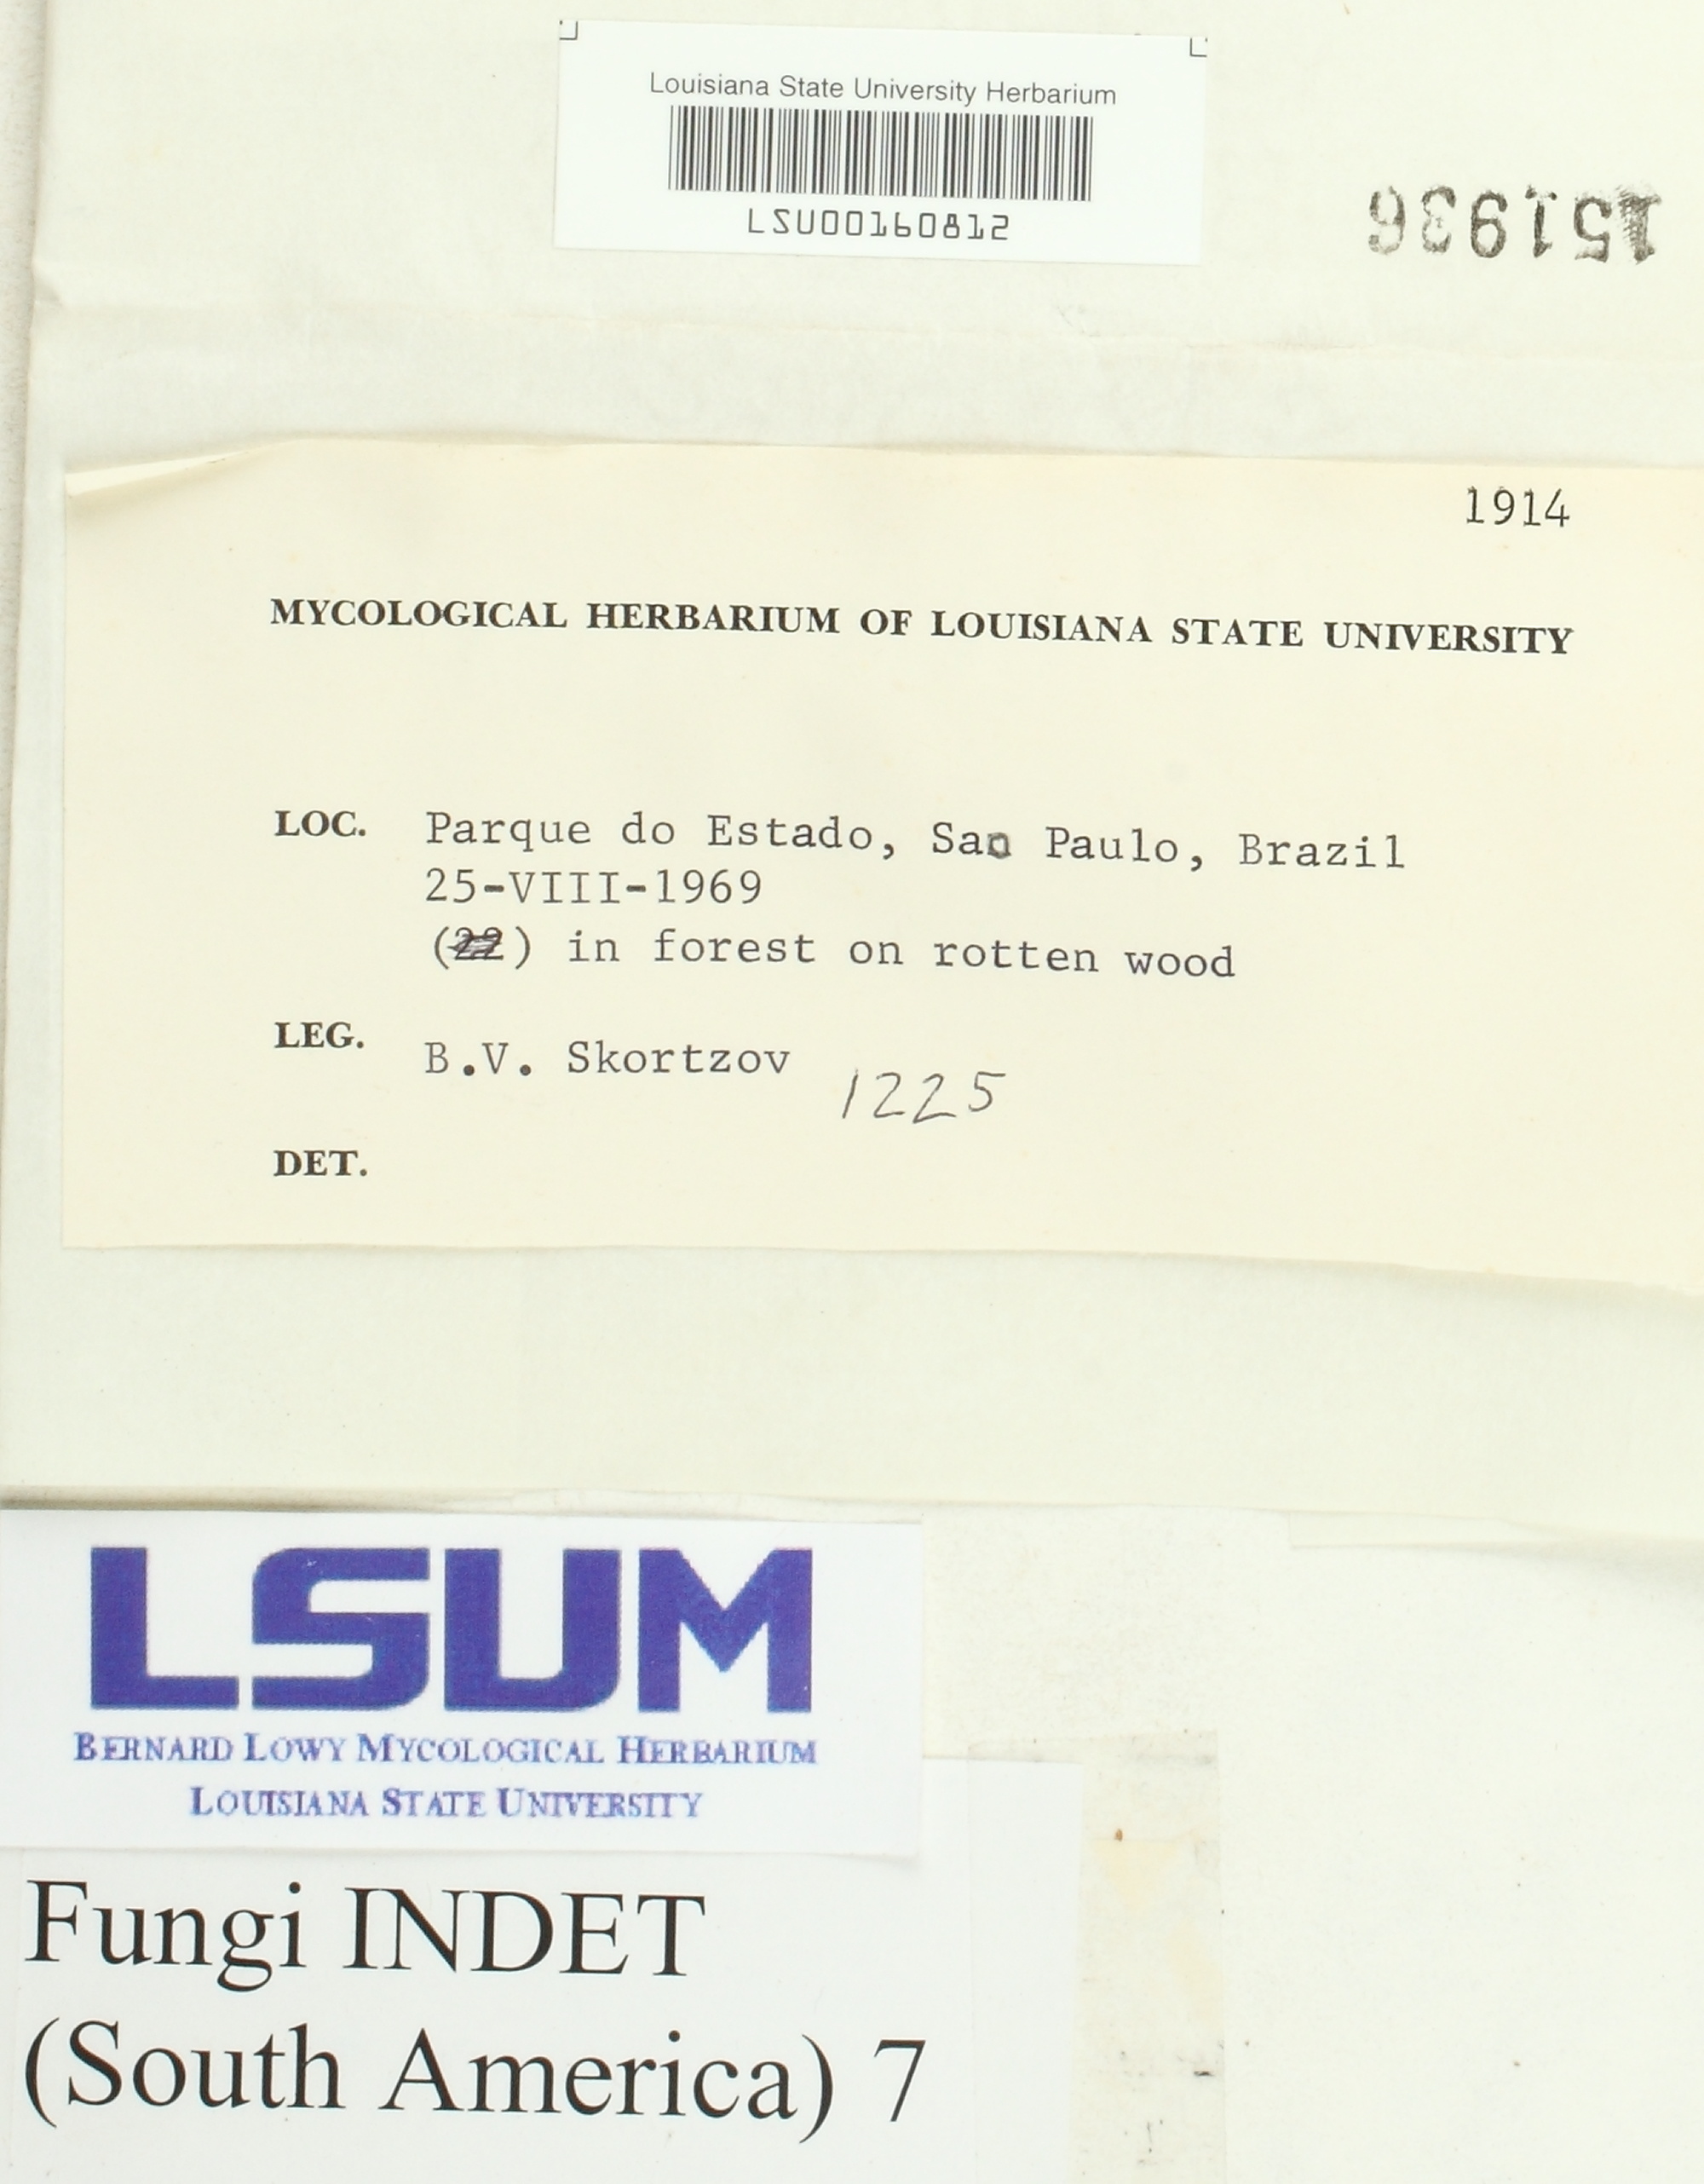 Louisiana State University Herbarium
LSU00160812
151936
1914
MYCOLOGICAL HERBARIUM OF LOUISIANA STATE UNIVERSITY
LOC. Parque do Estado, Sao Paulo, Brazil
25-VIII-1969
(22) in forest on rotten wood
LEG. B.V. Skortzov 1225
DET.
LSUM
BERNARD LOWY MYCOLOGICAL HERBARIUM
LOUISIANA STATE UNIVERSITY
Fungi INDET
(South America) 7